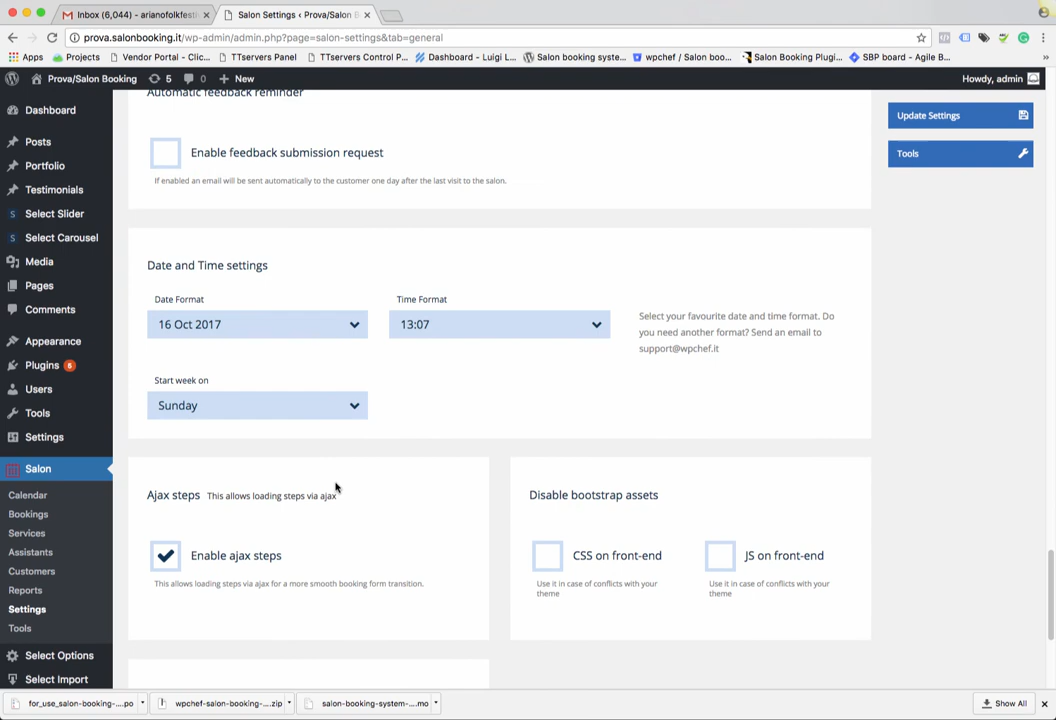 Inbox (6,044) - arianofolkfesti
Salon Settings ‹ Prova/Salon B
prova.salonbooking.it/wp-admin/admin.php?page=salon-settings&tab=general
Apps
Projects
Vendor Portal - Clic...
TTservers Panel
TTservers Control P...
Dashboard - Luigi L...
Salon booking syste...
wpchef / Salon boo...
Salon Booking Plugi...
SBP board - Agile B...
Prova/Salon Booking
5
0
New
Howdy, admin
Dashboard
Posts
Portfolio
Testimonials
Select Slider
Select Carousel
Media
Pages
Comments
Appearance
Plugins 6
Users
Tools
Settings
Salon
Calendar
Bookings
Services
Assistants
Customers
Reports
Settings
Tools
Select Options
Select Import
Automatic feedback reminder
Enable feedback submission request
If enabled an email will be sent automatically to the customer one day after the last visit to the salon.
Update Settings
Tools
Date and Time settings
Date Format
Time Format
16 Oct 2017
13:07
Select your favourite date and time format. Do
you need another format? Send an email to
support@wpchef.it
Start week on
Sunday
Ajax steps This allows loading steps via ajax
Enable ajax steps
This allows loading steps via ajax for a more smooth booking form transition.
Disable bootstrap assets
CSS on front-end
Use it in case of conflicts with your
theme
JS on front-end
Use it in case of conflicts with your
theme
for_use_salon-booking-....po
wpchef-salon-booking-....zip
salon-booking-system-....mo
Show All